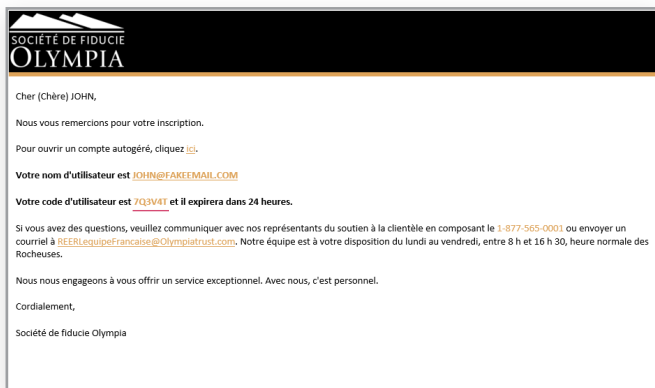 SOCIÉTÉ DE FIDUCIE
OLYMPIA
Cher (Chère) JOHN,
Nous vous remercions pour votre inscription.
Pour ouvrir un compte autogéré, cliquez ici.
Votre nom d'utilisateur est JOHN@FAKEEMAIL.COM
Votre code d'utilisateur est 7Q3V4T et il expirera dans 24 heures.
Si vous avez des questions, veuillez communiquer avec nos représentants du soutien à la clientèle en composant le 1-877-565-0001 ou envoyer un
courriel à REERLequipeFrancaise@Olympiatrust.com. Notre équipe est à votre disposition du lundi au vendredi, entre 8 h et 16 h 30, heure normale des
Rocheuses.
Nous nous engageons à vous offrir un service exceptionnel. Avec nous, c'est personnel.
Cordialement,
Société de fiducie Olympia